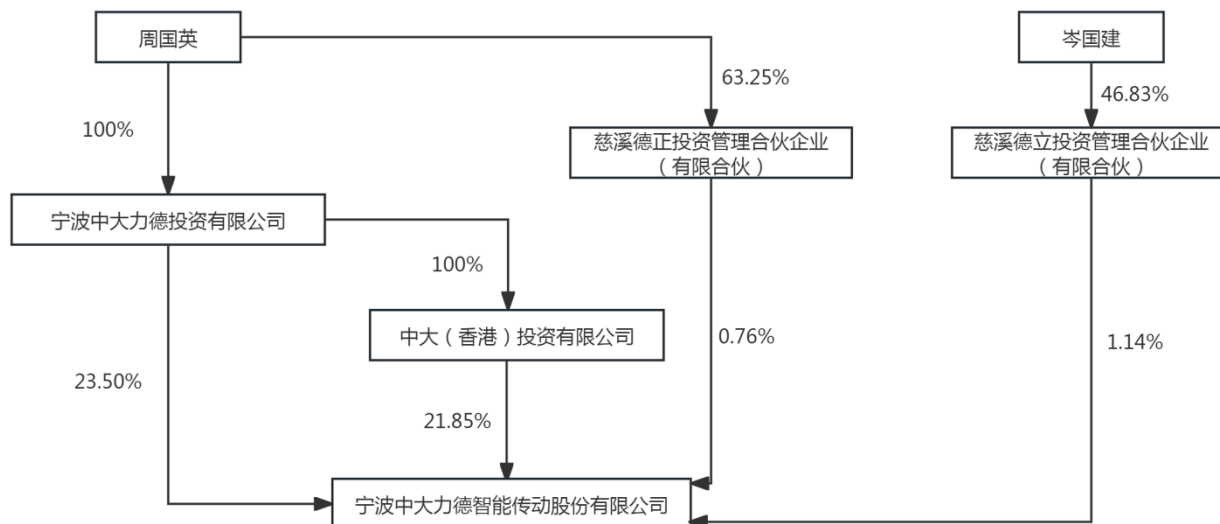 周国英
岑国建
63.25%
46.83%
100%
慈溪德正投资管理合伙企业
（有限合伙）
慈溪德立投资管理合伙企业
（有限合伙）
宁波中大力德投资有限公司
100%
中大（香港）投资有限公司
0.76%
1.14%
23.50%
21.85%
宁波中大力德智能传动股份有限公司